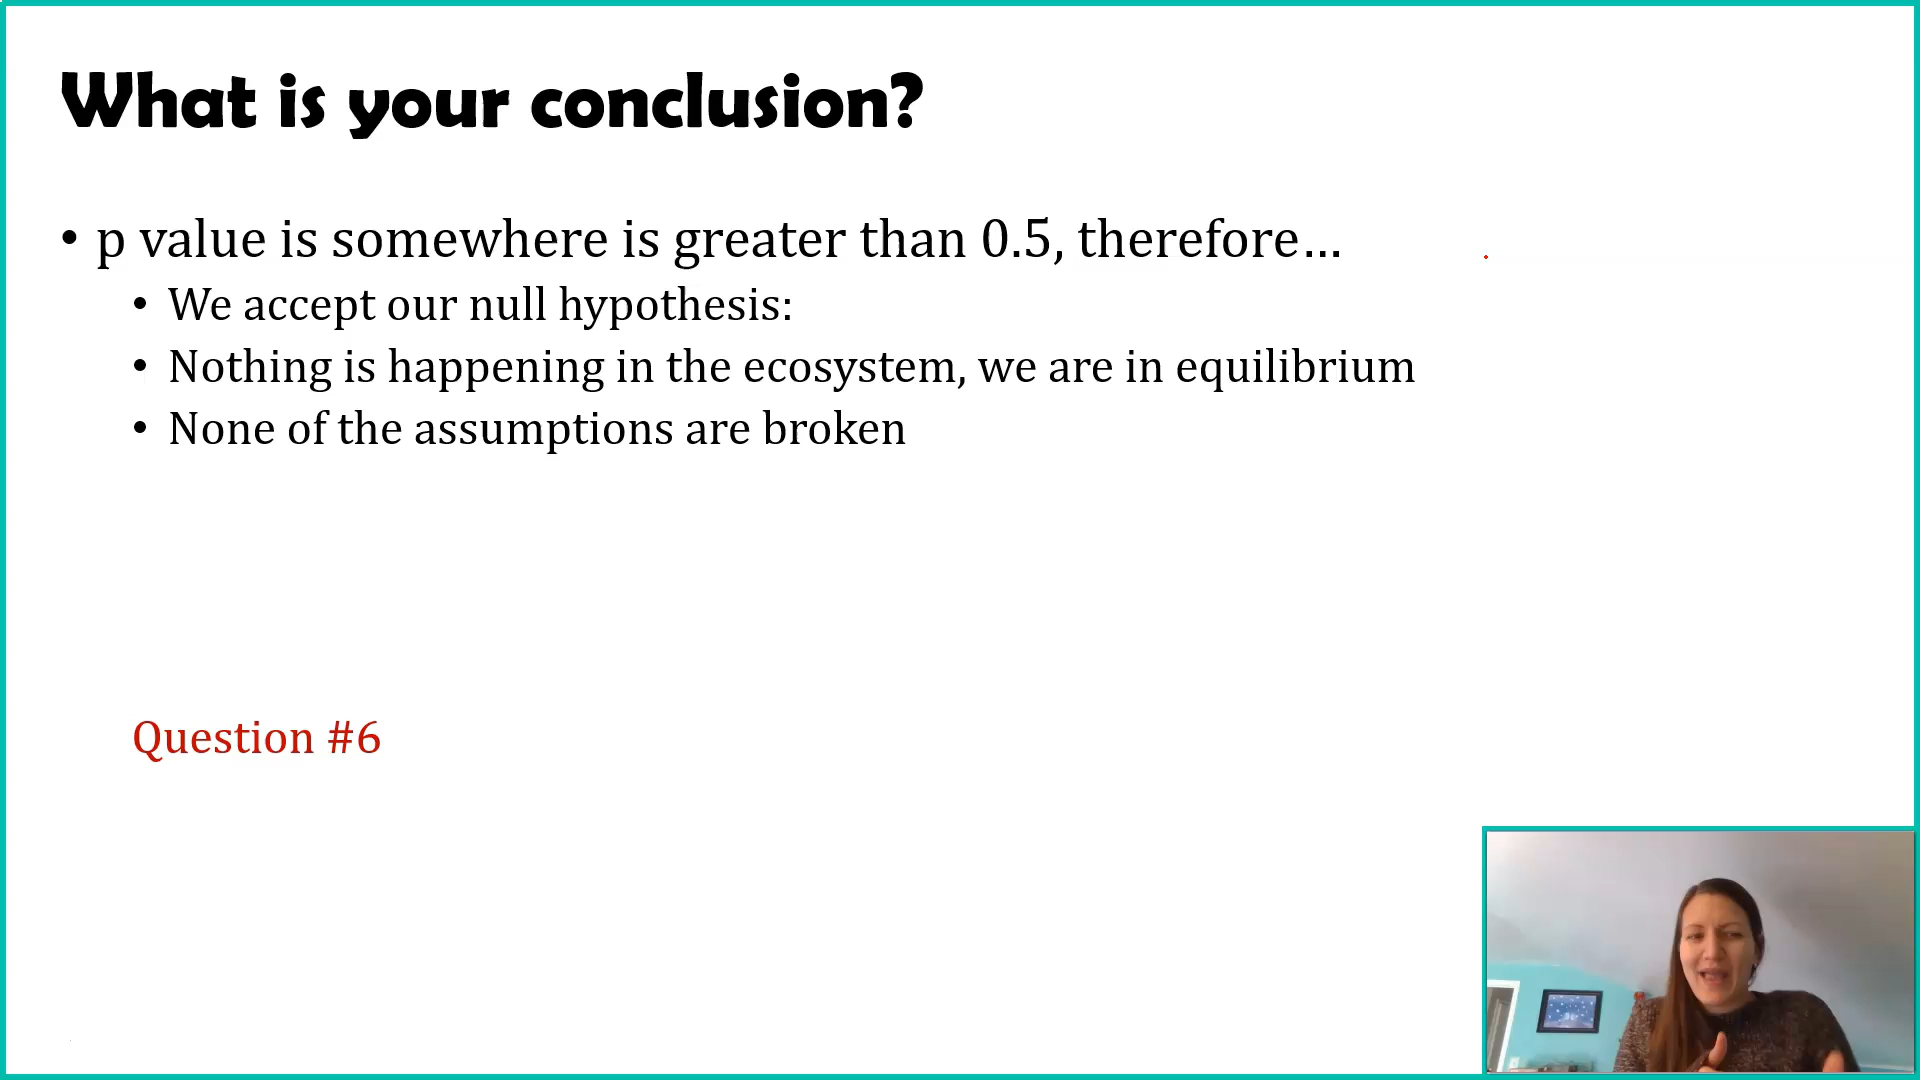 What is your conclusion?
• p value is somewhere is greater than 0.5, therefore...
• We accept our null hypothesis:
• Nothing is happening in the ecosystem, we are in equilibrium
• None of the assumptions are broken
Question #6